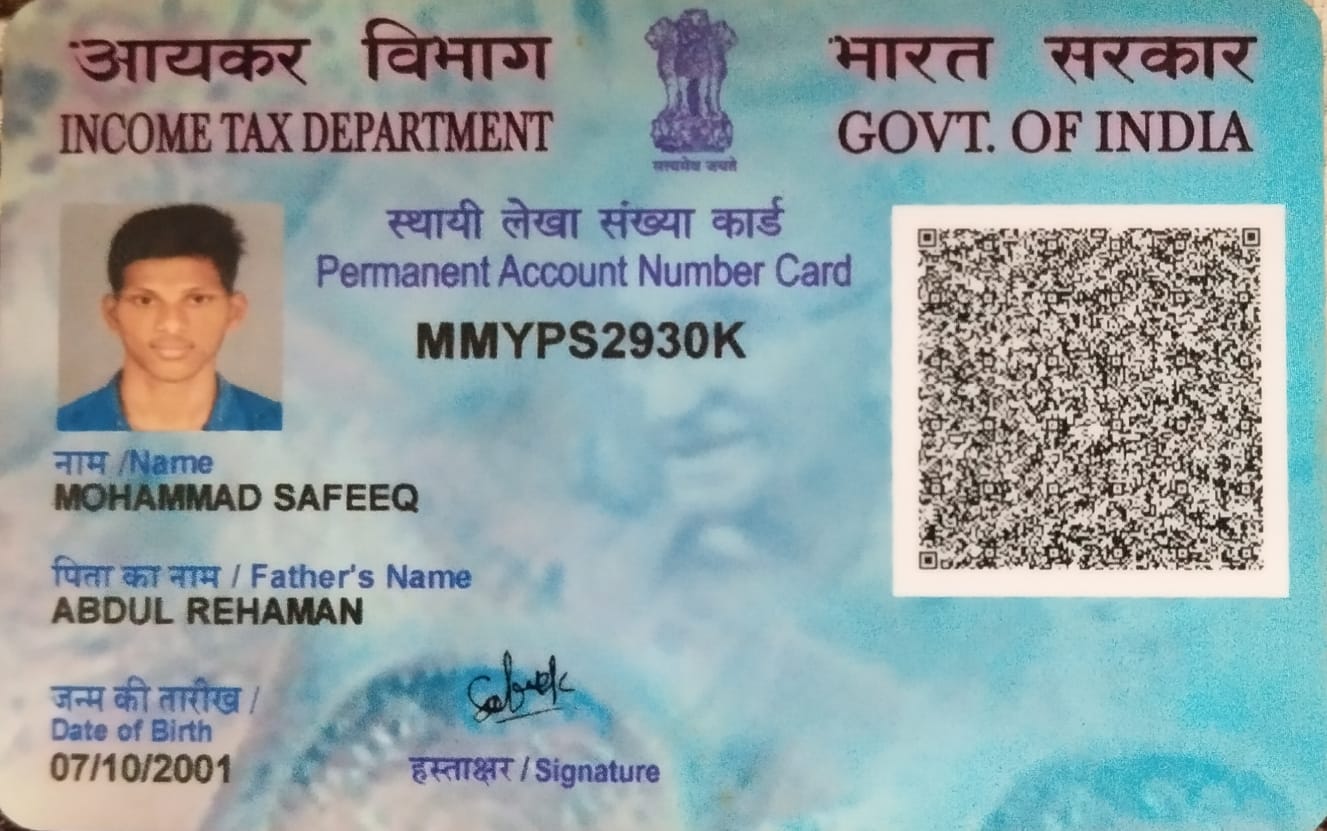 आयकर विभाग
INCOME TAX DEPARTMENT
सत्यमेव जयते
भारत सरकार
GOVT. OF INDIA
स्थायी लेखा संख्या कार्ड
Permanent Account Number Card
MMYPS2930K
नाम /Name
MOHAMMAD SAFEEQ
पिता का नाम / Father's Name
ABDUL REHAMAN
जन्म की तारीख /
Date of Birth
07/10/2001
हस्ताक्षर / Signature